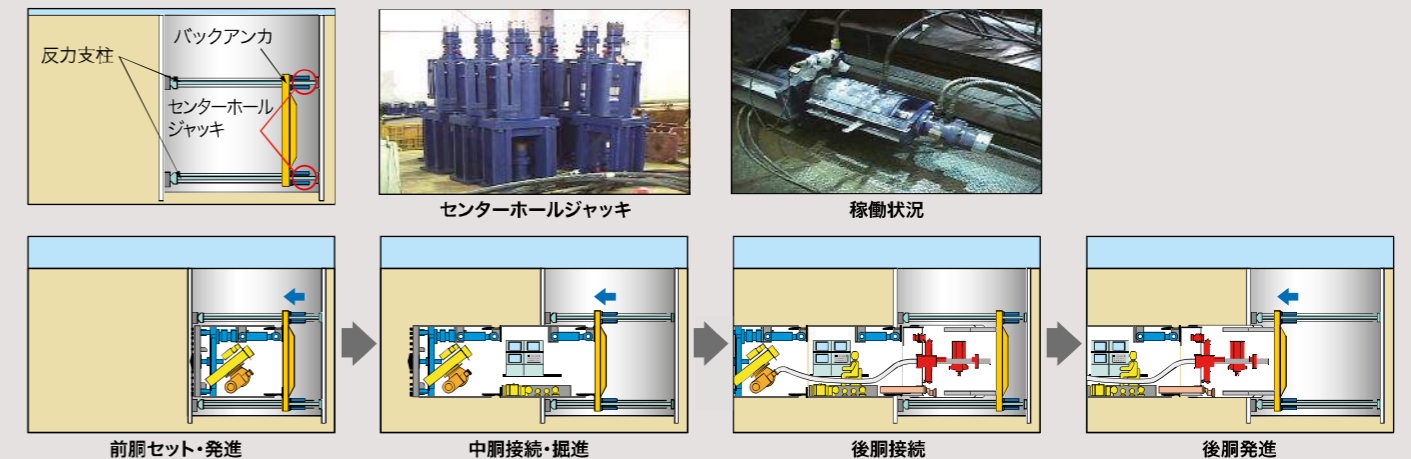 反力支柱
バックアンカ
センターホール
ジャッキ
センターホールジャッキ
稼働状況
前胴セット・発進
中胴接続・掘進
後胴接続
後胴発進